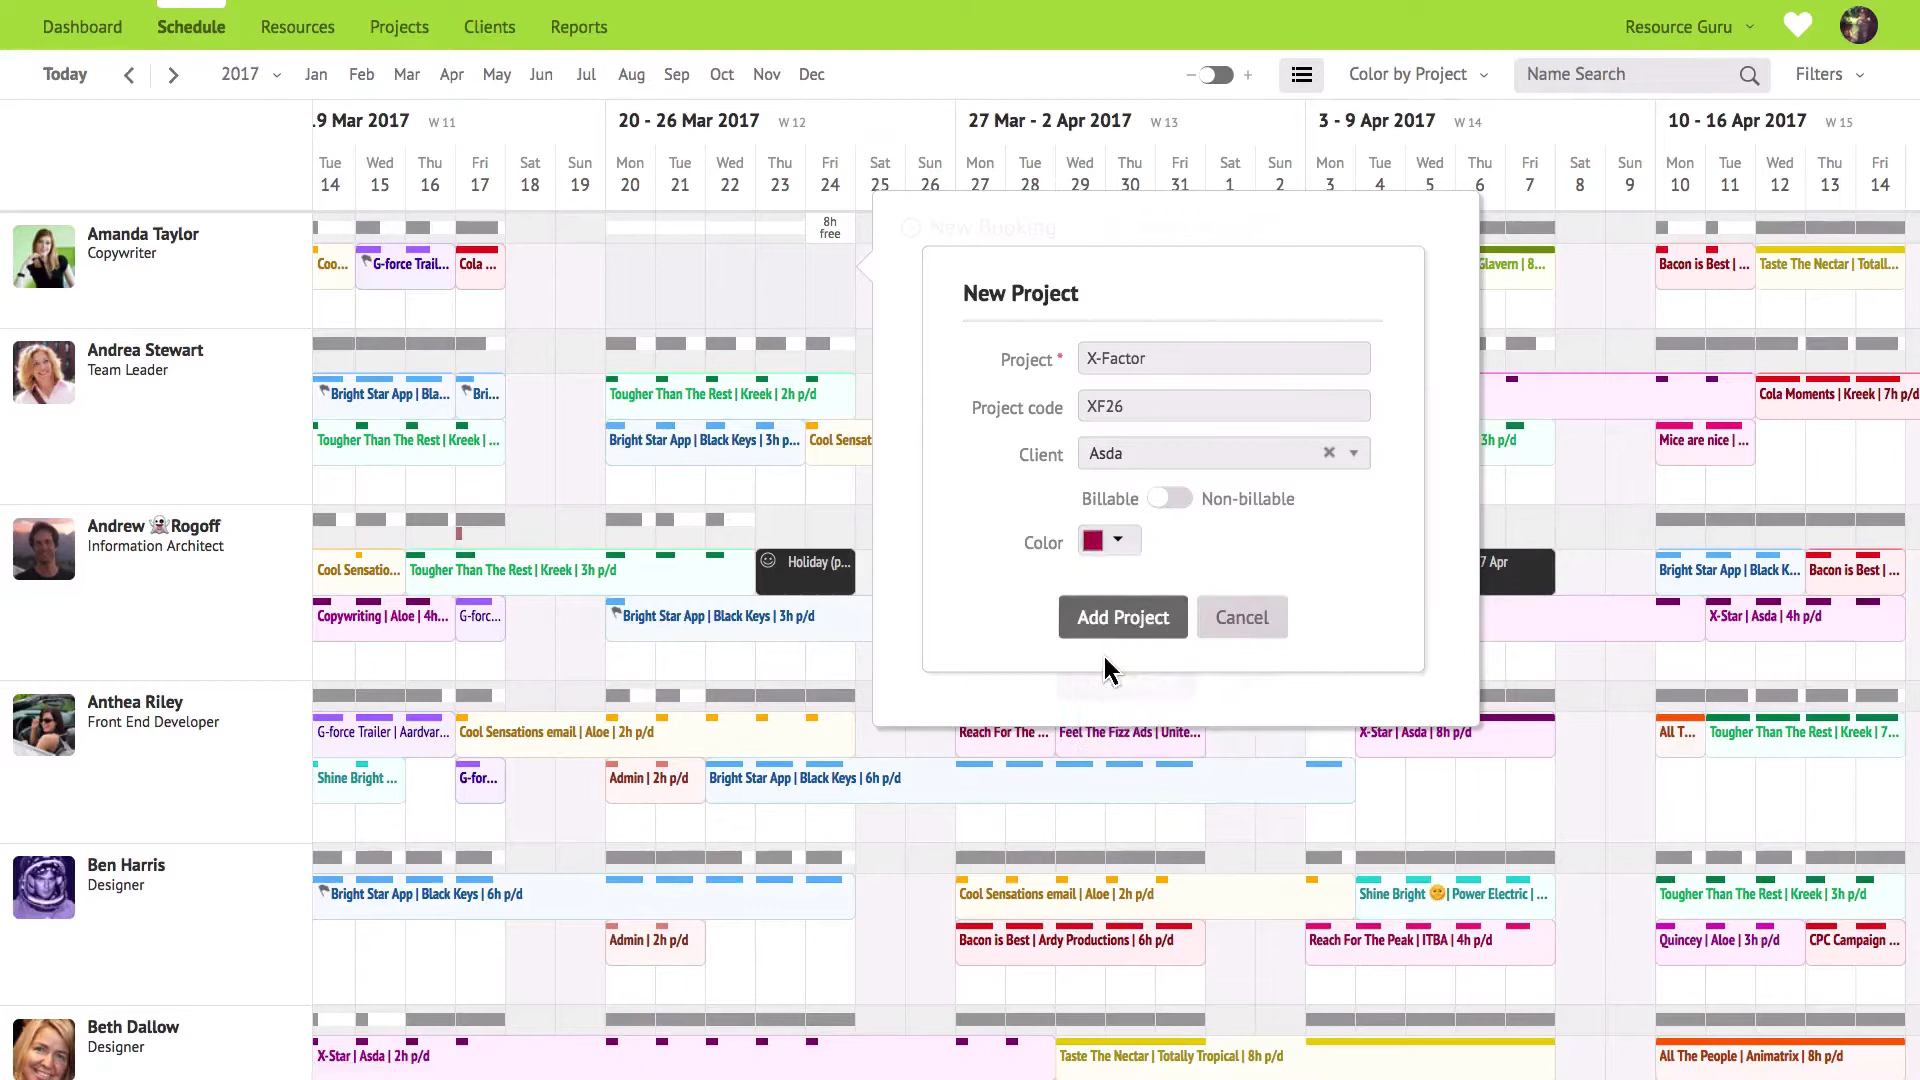 Dashboard Schedule Resources Projects Clients Reports Resource Guru
Today 2017 Jan Feb Mar Apr May Jun Jul Aug Sep Oct Nov Dec − + Color by Project Name Search Filters
9 Mar 2017 W 11 20 - 26 Mar 2017 W 12 27 Mar - 2 Apr 2017 W 13 3 - 9 Apr 2017 W 14 10 - 16 Apr 2017 W 15
Tue Wed Thu Fri Sat Sun Mon Tue Wed Thu Fri Sat Sun Mon Tue Wed Thu Fri Sat Sun Mon Tue Wed Thu Fri Sat Sun Mon Tue Wed Thu Fri
14 15 16 17 18 19 20 21 22 23 24 25 26 27 28 29 30 31 1 2 3 4 5 6 7 8 9 10 11 12 13 14
8h
free
New Booking
Amanda Taylor
Copywriter
Coo... G-force Trail... Cola ... Glavern | 8... Bacon is Best | ... Taste The Nectar | Totall...
New Project
Project * X-Factor
Project code XF26
Client Asda
Billable Non-billable
Color
Add Project Cancel
Andrea Stewart
Team Leader
Bright Star App | Bla... Bri... Tougher Than The Rest | Kreek | 2h p/d Cola Moments | Kreek | 7h p/d
Tougher Than The Rest | Kreek | ... Bright Star App | Black Keys | 3h p... Cool Sensat 3h p/d Mice are nice | ...
Andrew 👻Rogoff
Information Architect
Cool Sensatio... Tougher Than The Rest | Kreek | 3h p/d Holiday (p... 7 Apr Bright Star App | Black K... Bacon is Best | ...
Copywriting | Aloe | 4h... G-forc... Bright Star App | Black Keys | 3h p/d X-Star | Asda | 4h p/d
Anthea Riley
Front End Developer
G-force Trailer | Aardvar... Cool Sensations email | Aloe | 2h p/d Reach For The ... Feel The Fizz Ads | Unite... X-Star | Asda | 8h p/d All T... Tougher Than The Rest | Kreek | 7...
Shine Bright ... G-for... Admin | 2h p/d Bright Star App | Black Keys | 6h p/d
Ben Harris
Designer
Bright Star App | Black Keys | 6h p/d Cool Sensations email | Aloe | 2h p/d Shine Bright 🌞 | Power Electric | ... Tougher Than The Rest | Kreek | 3h p/d
Admin | 2h p/d Bacon is Best | Ardy Productions | 6h p/d Reach For The Peak | ITBA | 4h p/d Quincey | Aloe | 3h p/d CPC Campaign ...
Beth Dallow
Designer
X-Star | Asda | 2h p/d Taste The Nectar | Totally Tropical | 8h p/d All The People | Animatrix | 8h p/d